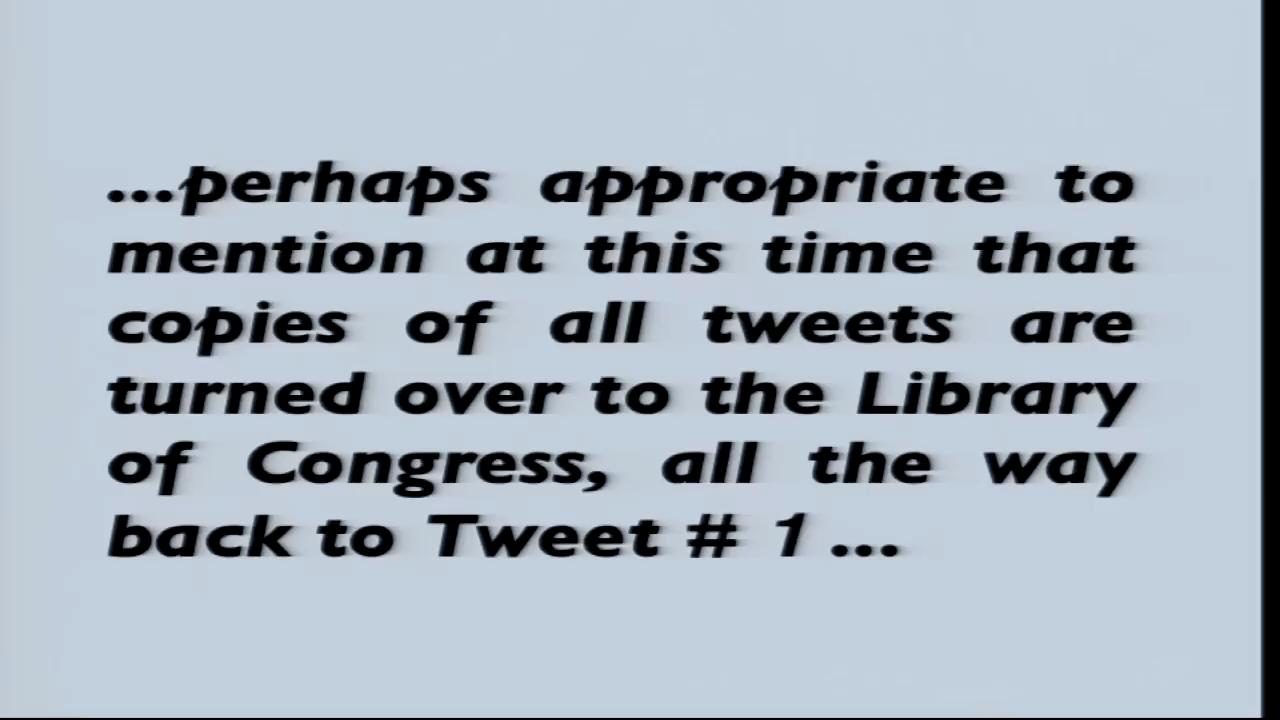 ...perhaps appropriate to
mention at this time that
copies of all tweets are
turned over to the Library
of Congress, all the way
back to Tweet # 1 ...